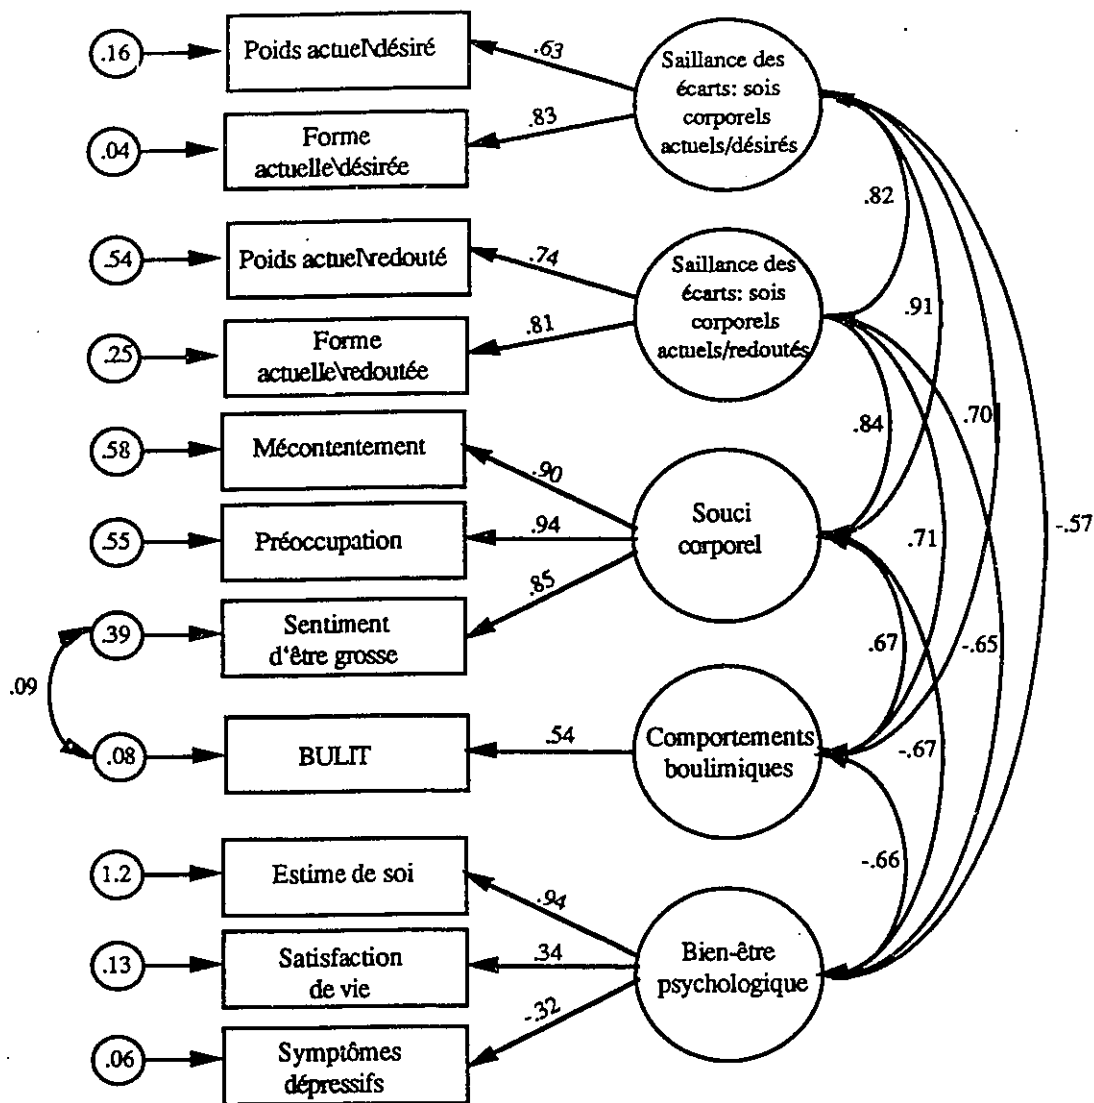 .16
Poids actuel\désiré
.63
Saillance des
écarts: sois
corporels
actuels/désirés
.04
Forme
actuelle\désirée
.83
.82
.54
Poids actuel\redouté
.74
Saillance des
écarts: sois
corporels
actuels/redoutés
.91
.25
Forme
actuelle\redoutée
.81
.84
.70
.58
Mécontentement
.90
Souci
corporel
.55
Préoccupation
.94
.71
-.57
.39
Sentiment
d'être grosse
.85
.67
-.65
.09
.08
BULIT
.54
Comportements
boulimiques
-.67
-.66
1.2
Estime de soi
.94
Bien-être
psychologique
.13
Satisfaction
de vie
.34
.06
Symptômes
dépressifs
-.32